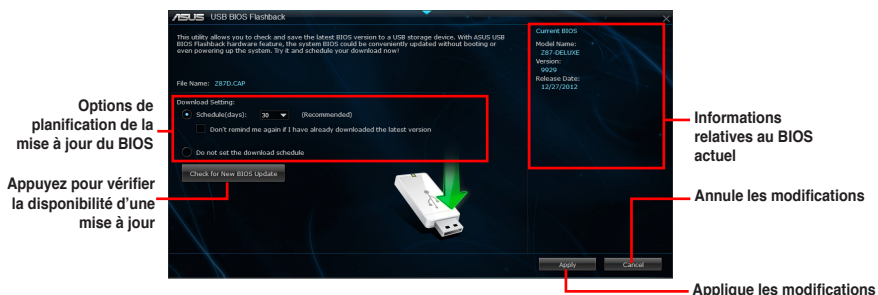 ASUS USB BIOS Flashback
This utility allows you to check and save the latest BIOS version to a USB storage device. With ASUS USB
BIOS Flashback hardware feature, the system BIOS could be conveniently updated without booting or
even powering up the system. Try it and schedule your download now!
File Name: Z87D.CAP
Download Setting:
Schedule(days): 30 (Recommended)
Don't remind me again if I have already downloaded the latest version
Do not set the download schedule
Check for New BIOS Update
Current BIOS
Model Name:
Z87-DELUXE
Version:
9929
Release Date:
12/27/2012
Apply
Cancel
Options de
planification de la
mise à jour du BIOS
Appuyez pour vérifier
la disponibilité d'une
mise à jour
Informations
relatives au BIOS
actuel
Annule les modifications
Applique les modifications